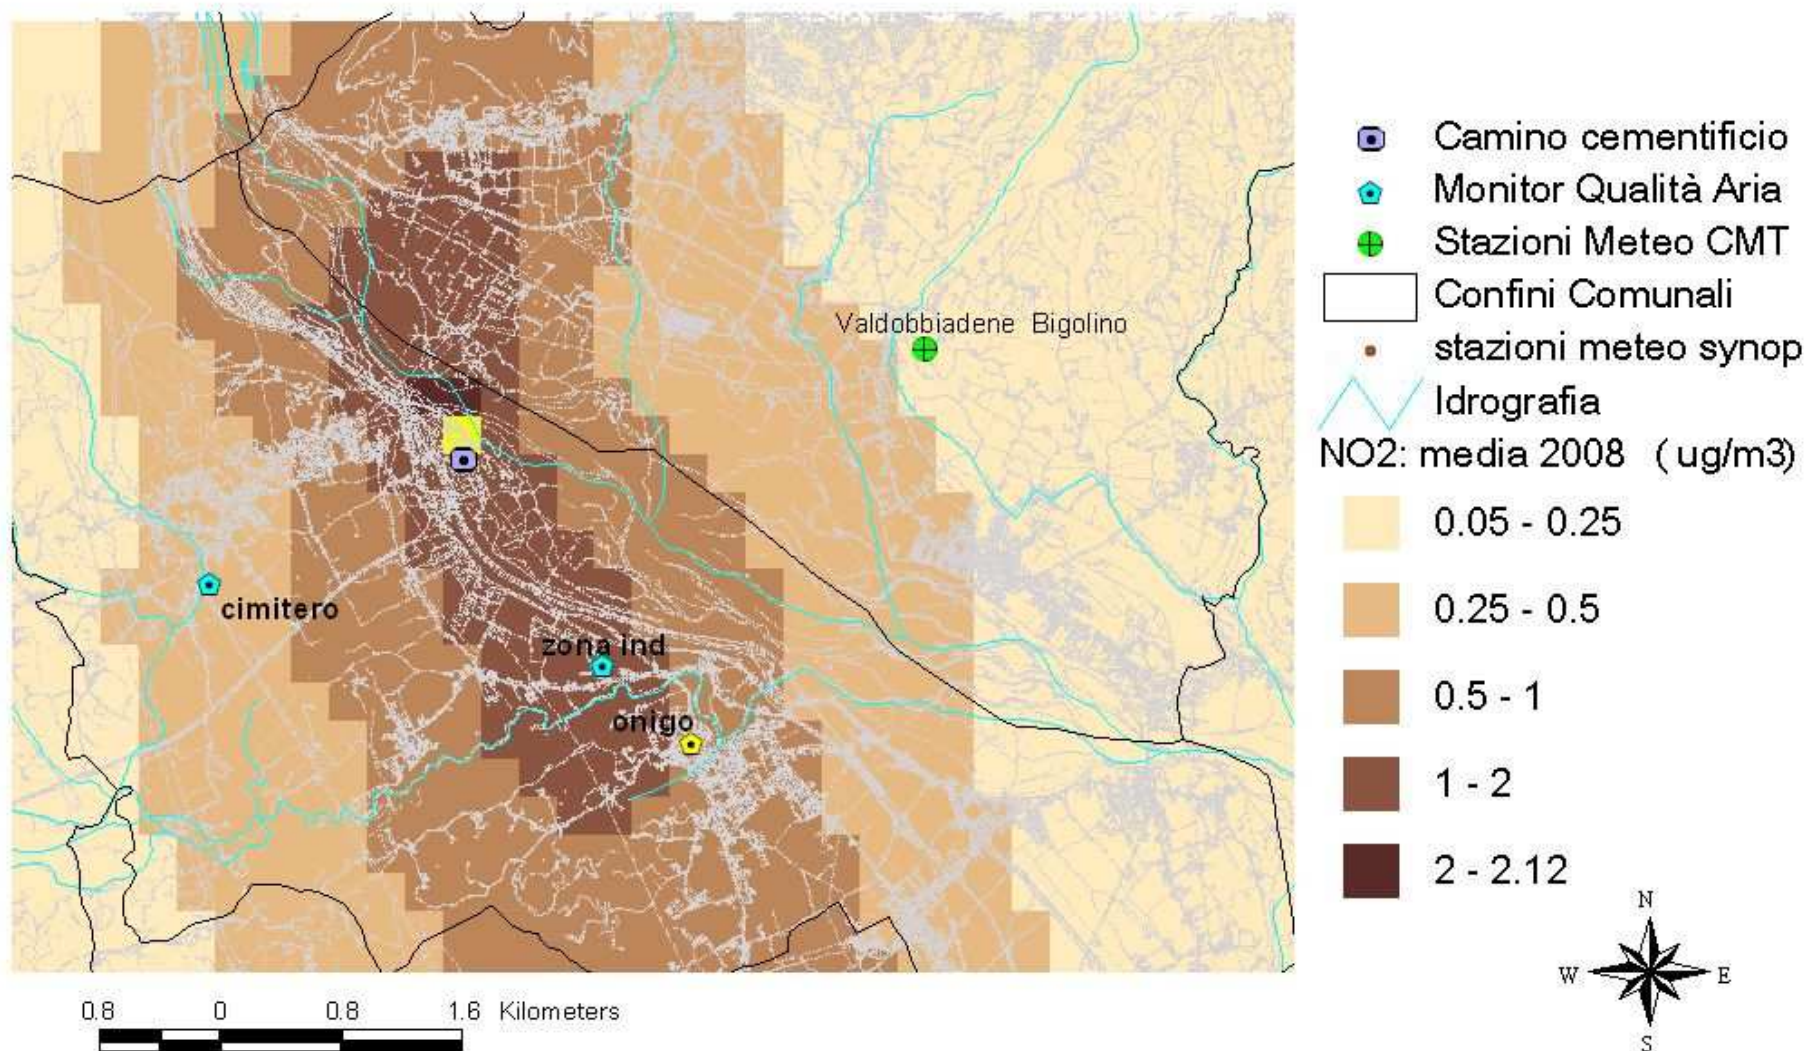 Valdobbiadene Bigolino
cimitero
zona ind
onigo
0.8 0 0.8 1.6 Kilometers
Camino cementificio
Monitor Qualità Aria
Stazioni Meteo CMT
Confini Comunali
stazioni meteo synop
Idrografia
NO2: media 2008 ( ug/m3)
0.05 - 0.25
0.25 - 0.5
0.5 - 1
1 - 2
2 - 2.12
N
W E
S